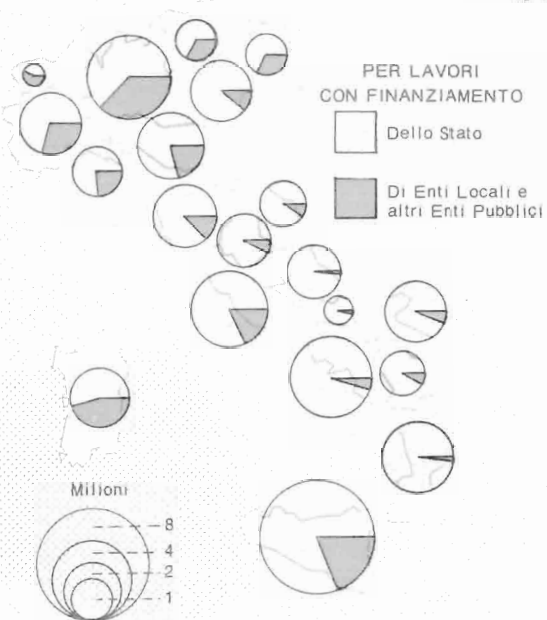 PER LAVORI
CON FINANZIAMENTO
Dello Stato
Di Enti Locali e
altri Enti Pubblici
Milioni
8
4
2
1